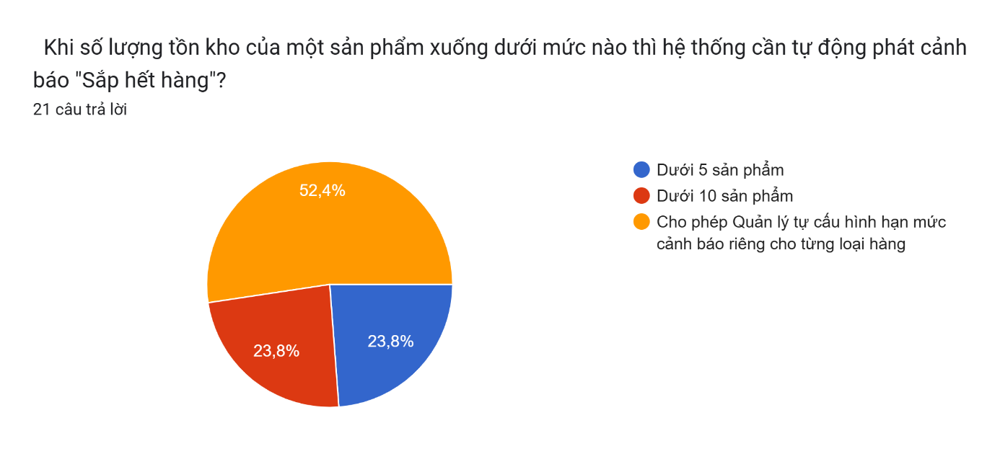 Khi số lượng tồn kho của một sản phẩm xuống dưới mức nào thì hệ thống cần tự động phát cảnh
báo "Sắp hết hàng"?
21 câu trả lời
52,4%
23,8%
23,8%
Dưới 5 sản phẩm
Dưới 10 sản phẩm
Cho phép Quản lý tự cấu hình hạn mức
cảnh báo riêng cho từng loại hàng